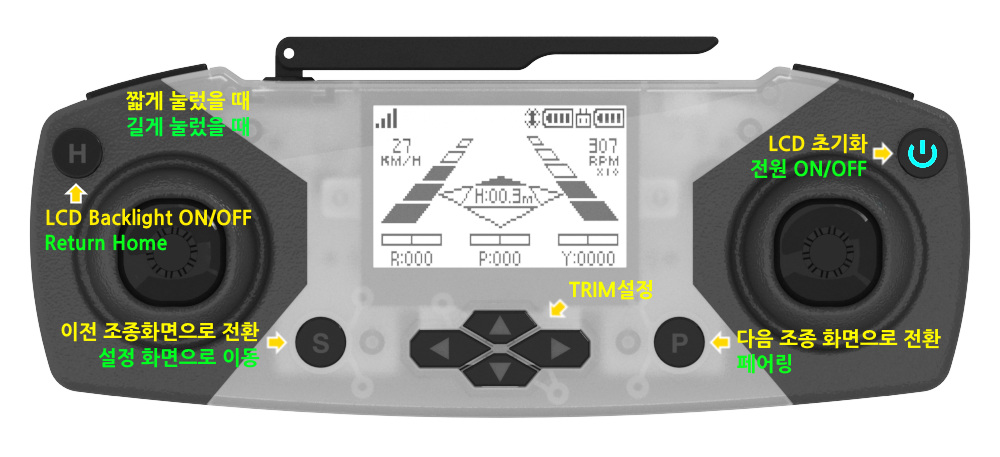 짧게 눌렀을 때
길게 눌렀을 때
H
LCD Backlight ON/OFF
Return Home
27
KM/H
307
RPM
X10
H:00.3m
R:000
P:000
Y:0000
LCD 초기화
전원 ON/OFF
TRIM설정
이전 조종화면으로 전환
설정 화면으로 이동
S
P
다음 조종 화면으로 전환
페어링